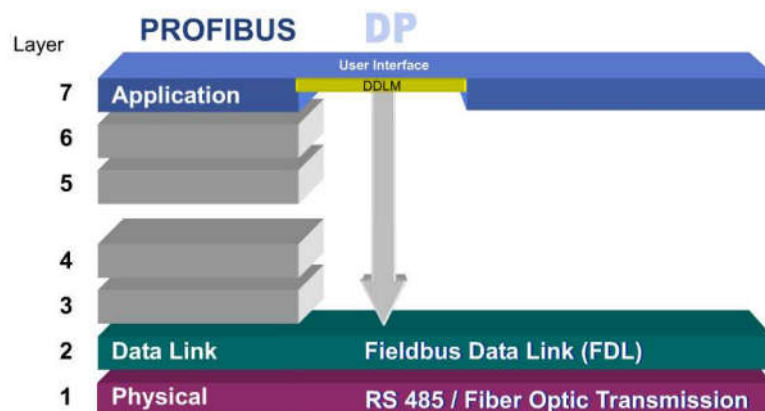 PROFIBUS DP
Layer
User Interface
DDLM
7 Application
6
5
4
3
2 Data Link Fieldbus Data Link (FDL)
1 Physical RS 485 / Fiber Optic Transmission